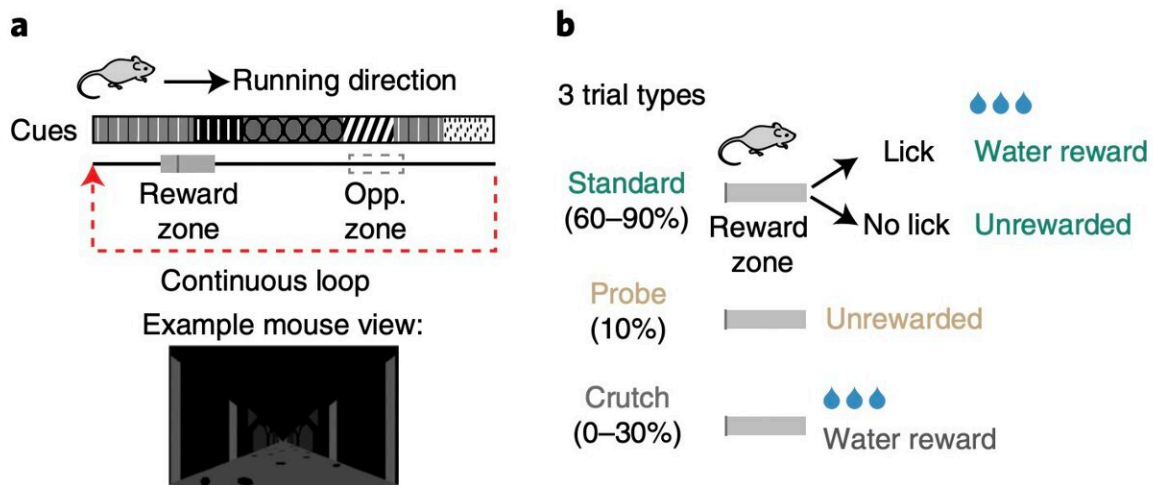 a
Running direction
Cues
Reward
zone
Opp.
zone
Continuous loop
Example mouse view:
b
3 trial types
Standard
(60–90%)
Reward
zone
Lick
Water reward
No lick
Unrewarded
Probe
(10%)
Unrewarded
Crutch
(0–30%)
Water reward